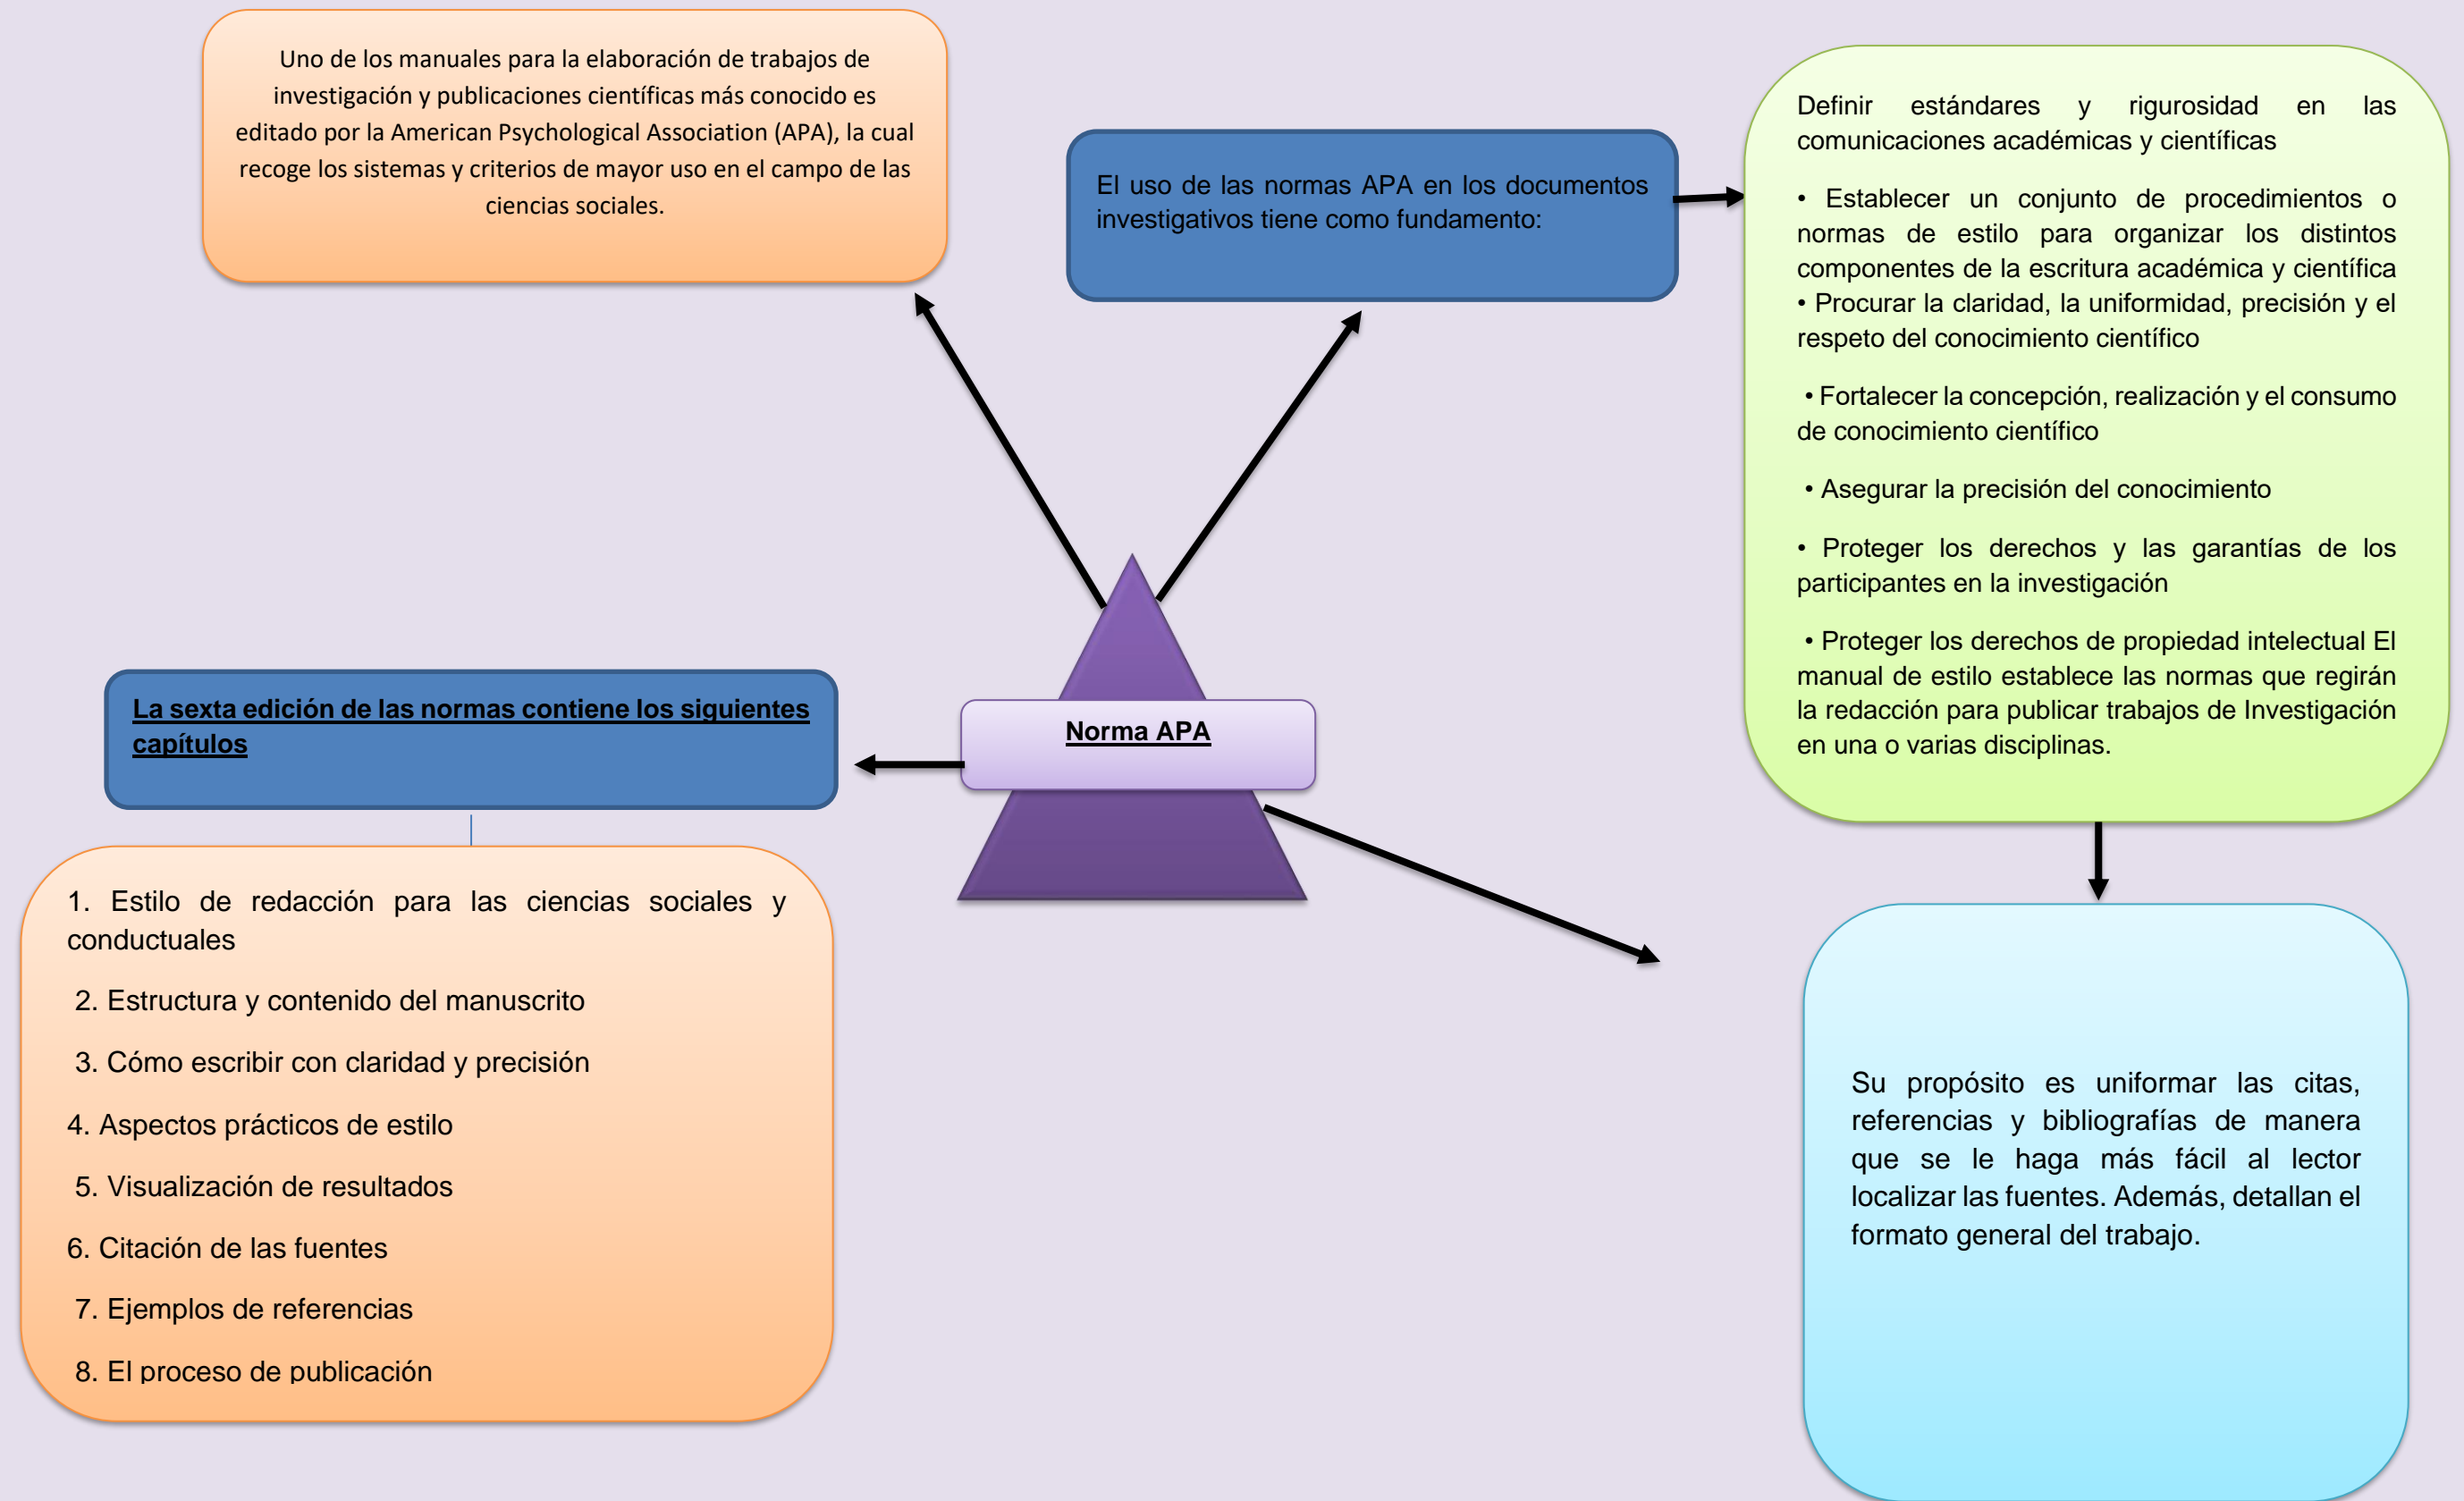 Uno de los manuales para la elaboración de trabajos de
investigación y publicaciones científicas más conocido es
editado por la American Psychological Association (APA), la cual
recoge los sistemas y criterios de mayor uso en el campo de las
ciencias sociales.
El uso de las normas APA en los documentos
investigativos tiene como fundamento:
Definir estándares y rigurosidad en las
comunicaciones académicas y científicas
• Establecer un conjunto de procedimientos o
normas de estilo para organizar los distintos
componentes de la escritura académica y científica
• Procurar la claridad, la uniformidad, precisión y el
respeto del conocimiento científico
• Fortalecer la concepción, realización y el consumo
de conocimiento científico
• Asegurar la precisión del conocimiento
• Proteger los derechos y las garantías de los
participantes en la investigación
• Proteger los derechos de propiedad intelectual El
manual de estilo establece las normas que regirán
la redacción para publicar trabajos de Investigación
en una o varias disciplinas.
La sexta edición de las normas contiene los siguientes
capítulos
Norma APA
1. Estilo de redacción para las ciencias sociales y
conductuales
2. Estructura y contenido del manuscrito
3. Cómo escribir con claridad y precisión
4. Aspectos prácticos de estilo
5. Visualización de resultados
6. Citación de las fuentes
7. Ejemplos de referencias
8. El proceso de publicación
Su propósito es uniformar las citas,
referencias y bibliografías de manera
que se le haga más fácil al lector
localizar las fuentes. Además, detallan el
formato general del trabajo.